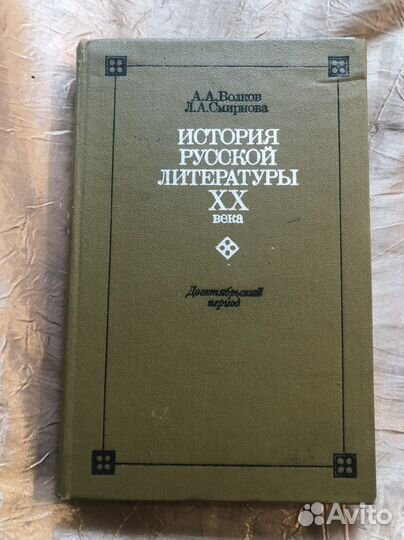 А.А.Волков
Л.А.Смирнова
ИСТОРИЯ
РУССКОЙ
ЛИТЕРАТУРЫ
XX
века
Дооктябрьский
период
Avito